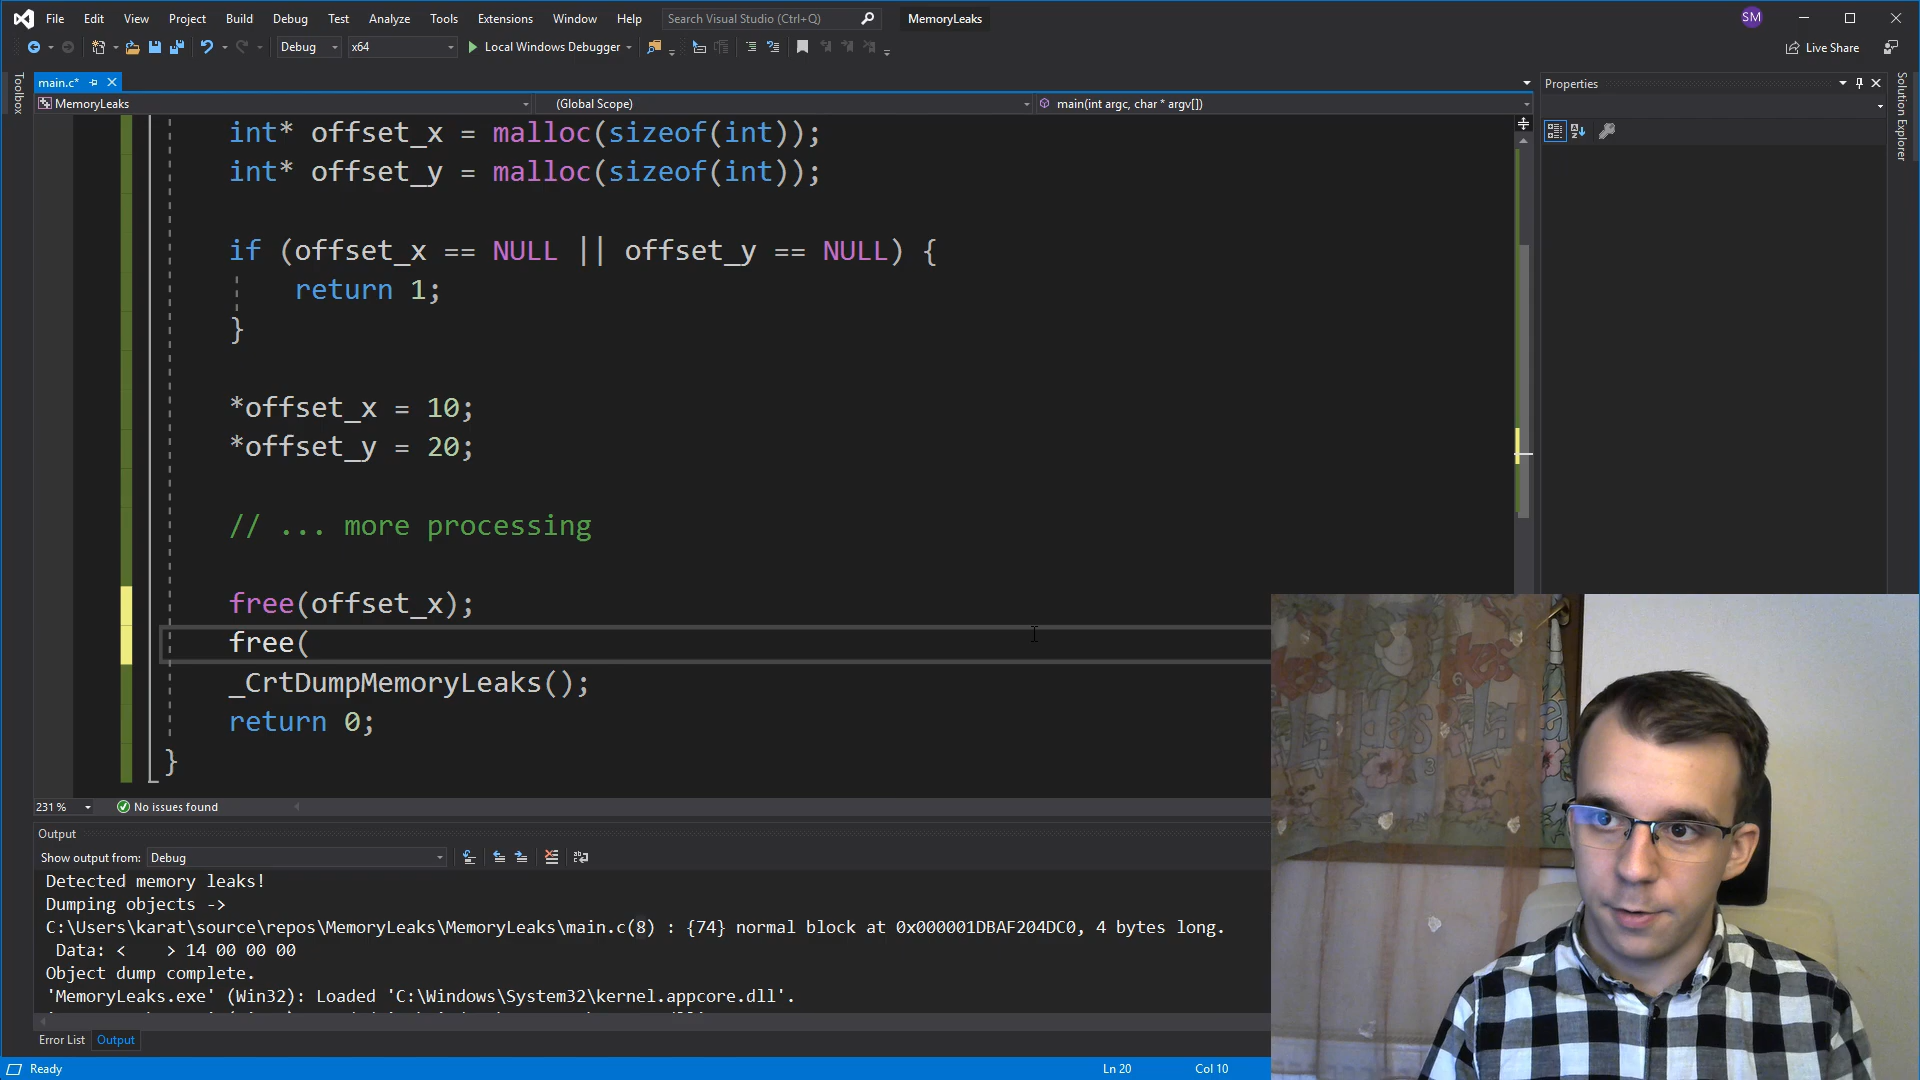 File Edit View Project Build Debug Test Analyze Tools Extensions Window Help Search Visual Studio (Ctrl+Q) MemoryLeaks SM
Debug x64 Local Windows Debugger Live Share
main.c*
Properties
MemoryLeaks (Global Scope) main(int argc, char * argv[])
Toolbox
Solution Explorer
int* offset_x = malloc(sizeof(int));
int* offset_y = malloc(sizeof(int));
if (offset_x == NULL || offset_y == NULL) {
return 1;
}
*offset_x = 10;
*offset_y = 20;
// ... more processing
free(offset_x);
free(
_CrtDumpMemoryLeaks();
return 0;
}
231 % No issues found
Output
Show output from: Debug
Detected memory leaks!
Dumping objects ->
C:\Users\karat\source\repos\MemoryLeaks\MemoryLeaks\main.c(8) : {74} normal block at 0x000001DBAF204DC0, 4 bytes long.
Data: <    > 14 00 00 00
Object dump complete.
'MemoryLeaks.exe' (Win32): Loaded 'C:\Windows\System32\kernel.appcore.dll'.
Error List Output
Ready Ln 20 Col 10